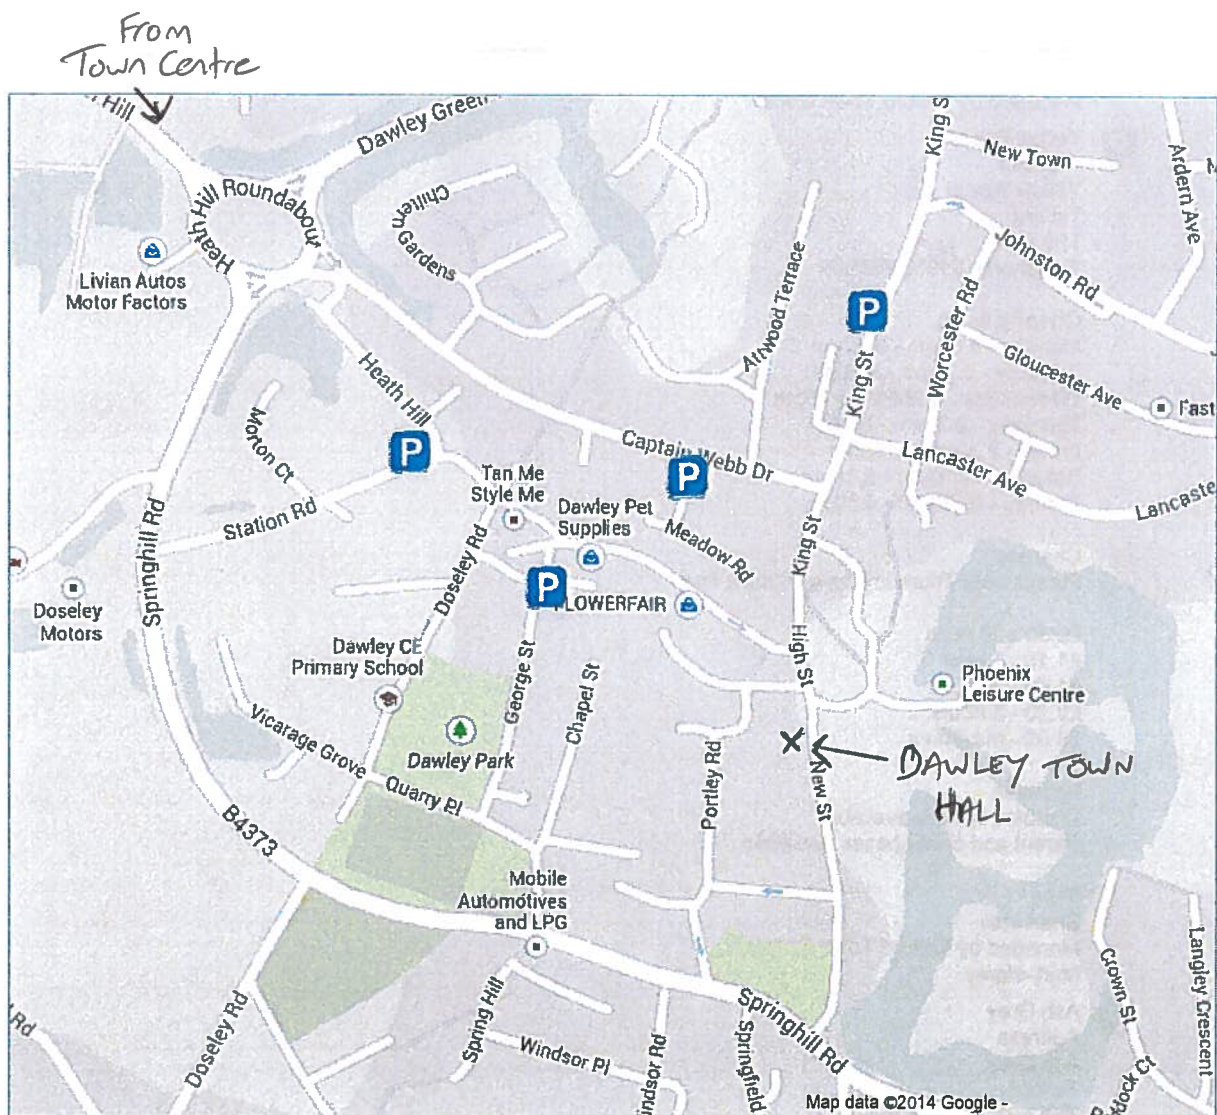 From
Town Centre
Hill
Dawley Green
King S
New Town
Ardern Ave
Heath Hill Roundabout
Chiltern
Gardens
Johnston Rd
Livian Autos
Motor Factors
Attwood Terrace
P
King St
Worcester Rd
Gloucester Ave
Fast
Heath Hill
Morton Ct
P
Captain Webb Dr
P
Lancaster Ave
Lancaste
Tan Me
Style Me
Dawley Pet
Supplies
Station Rd
Springhill Rd
Meadow Rd
King St
Doseley Rd
P
FLOWERFAIR
Doseley
Motors
Dawley CE
Primary School
High St
George St
Chapel St
Phoenix
Leisure Centre
Vicarage Grove
Dawley Park
Quarry Pl
Portley Rd
X
New St
DAWLEY TOWN
HALL
B4373
Mobile
Automotives
and LPG
Crown St
Langley Crescent
Doseley Rd
Rd
Spring Hill
Windsor Pl
indsor Rd
Springfield
Springhill Rd
dock Ct
Map data ©2014 Google -